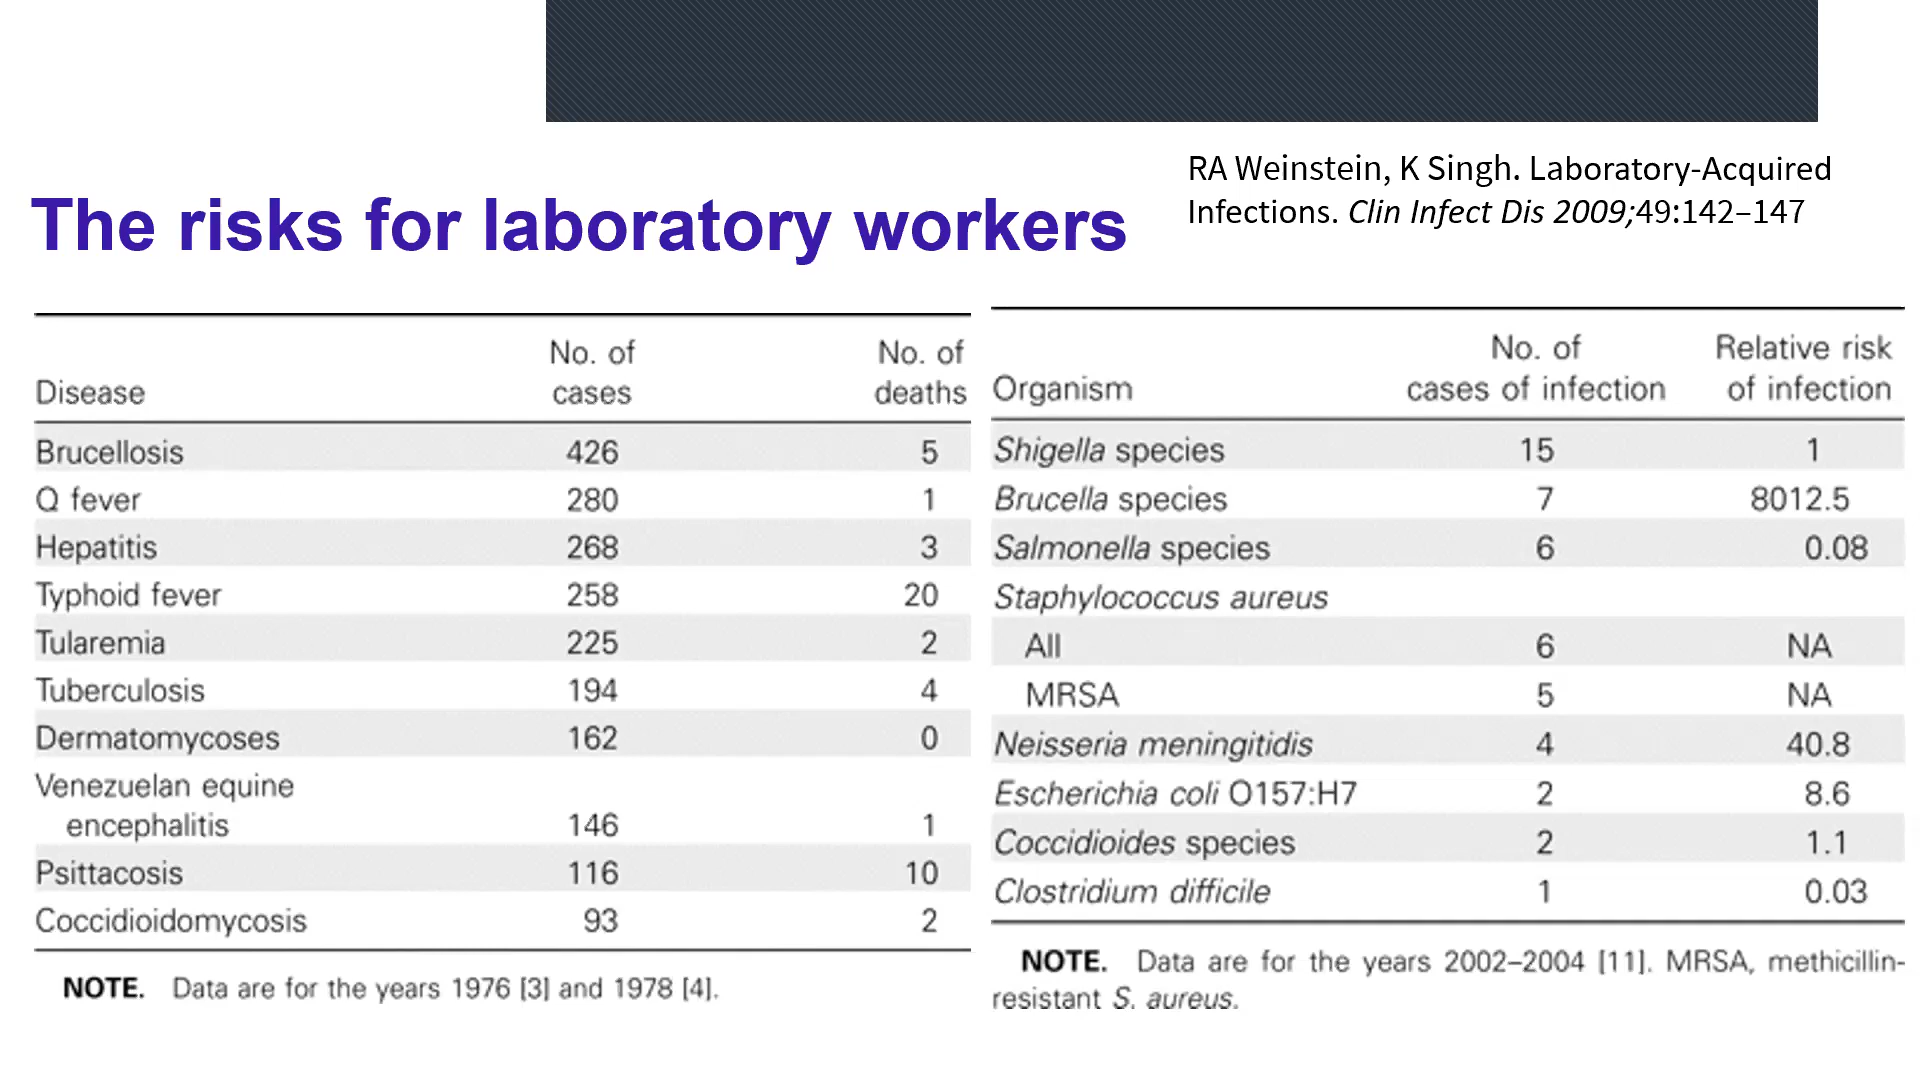 The risks for laboratory workers
RA Weinstein, K Singh. Laboratory-Acquired
Infections. Clin Infect Dis 2009;49:142–147
Disease No. of cases No. of deaths
Brucellosis 426 5
Q fever 280 1
Hepatitis 268 3
Typhoid fever 258 20
Tularemia 225 2
Tuberculosis 194 4
Dermatomycoses 162 0
Venezuelan equine
encephalitis 146 1
Psittacosis 116 10
Coccidioidomycosis 93 2
NOTE. Data are for the years 1976 [3] and 1978 [4].
Organism No. of cases of infection Relative risk of infection
Shigella species 15 1
Brucella species 7 8012.5
Salmonella species 6 0.08
Staphylococcus aureus
All 6 NA
MRSA 5 NA
Neisseria meningitidis 4 40.8
Escherichia coli O157:H7 2 8.6
Coccidioides species 2 1.1
Clostridium difficile 1 0.03
NOTE. Data are for the years 2002–2004 [11]. MRSA, methicillin-
resistant S. aureus.